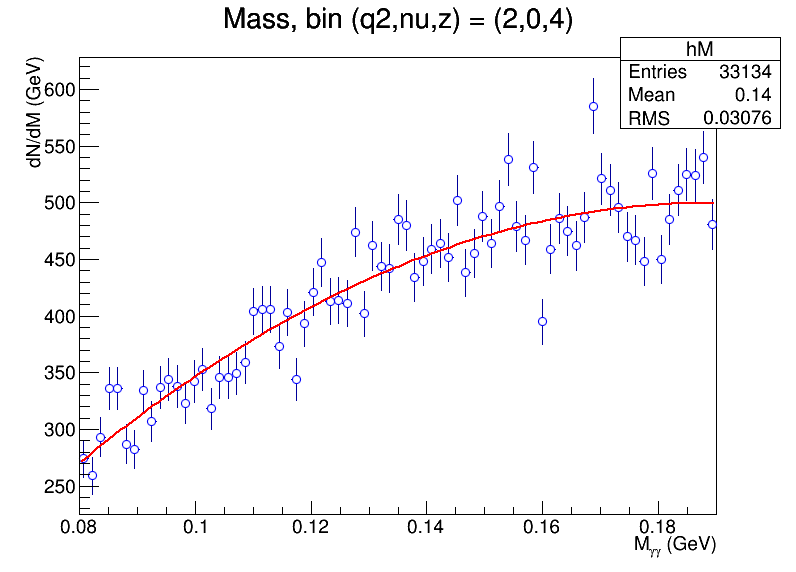 Mass, bin (q2,nu,z) = (2,0,4)
hM
Entries 33134
Mean 0.14
RMS 0.03076
dN/dM (GeV)
600
550
500
450
400
350
300
250
0.08 0.1 0.12 0.14 0.16 0.18
Mγγ (GeV)